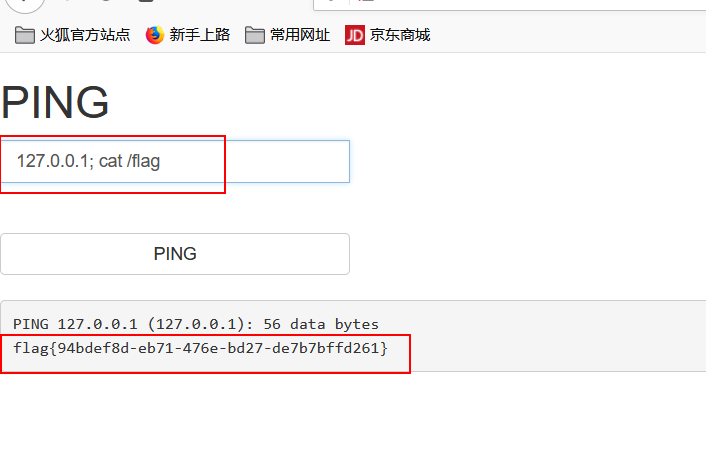 火狐官方站点 新手上路 常用网址 JD 京东商城
PING
127.0.0.1; cat /flag
PING
PING 127.0.0.1 (127.0.0.1): 56 data bytes
flag{94bdef8d-eb71-476e-bd27-de7b7bffd261}